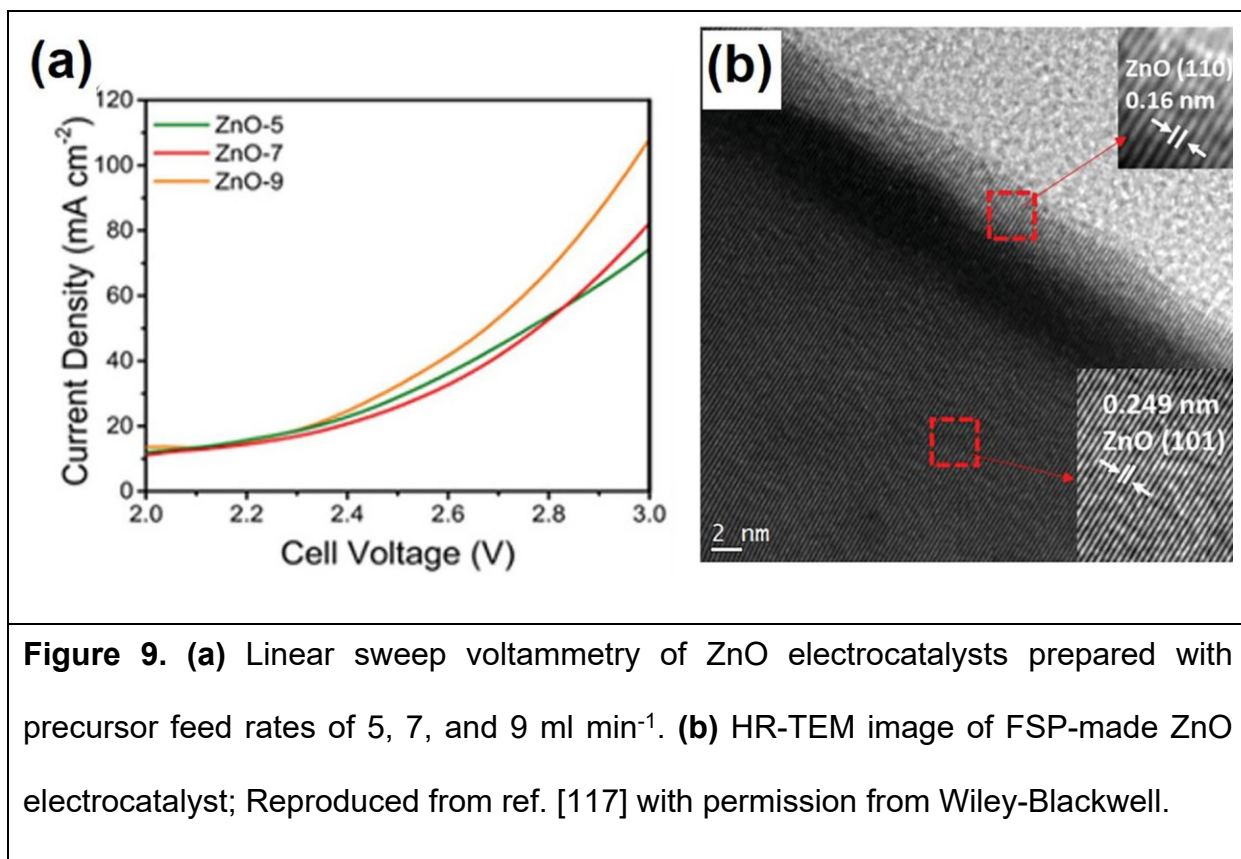 (a)
120
100
80
60
40
20
0
Current Density (mA cm-2)
ZnO-5
ZnO-7
ZnO-9
2.0 2.2 2.4 2.6 2.8 3.0
Cell Voltage (V)
(b)
ZnO (110)
0.16 nm
0.249 nm
ZnO (101)
2 nm
Figure 9. (a) Linear sweep voltammetry of ZnO electrocatalysts prepared with
precursor feed rates of 5, 7, and 9 ml min-1. (b) HR-TEM image of FSP-made ZnO
electrocatalyst; Reproduced from ref. [117] with permission from Wiley-Blackwell.